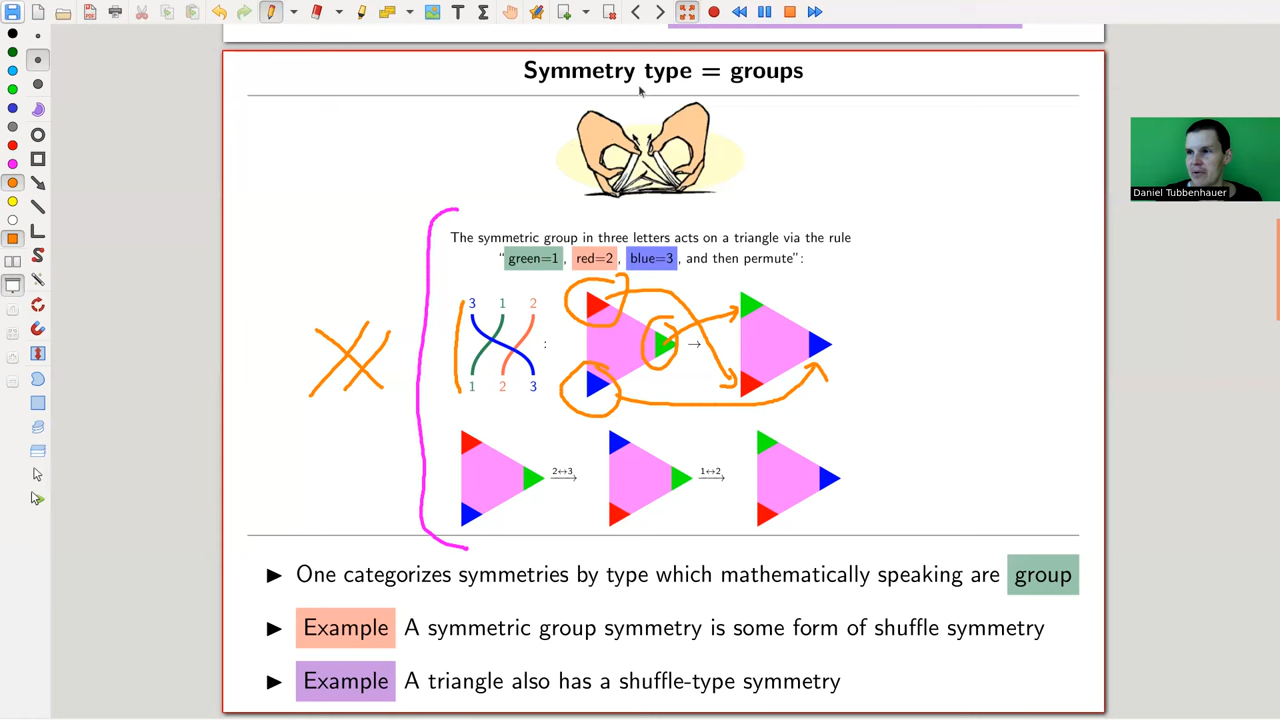 Symmetry type = groups
Daniel Tubbenhauer
The symmetric group in three letters acts on a triangle via the rule
“green=1, red=2, blue=3, and then permute”:
3 1 2
: →
1 2 3
2↔3 1↔2
▶ One categorizes symmetries by type which mathematically speaking are group
▶ Example A symmetric group symmetry is some form of shuffle symmetry
▶ Example A triangle also has a shuffle-type symmetry